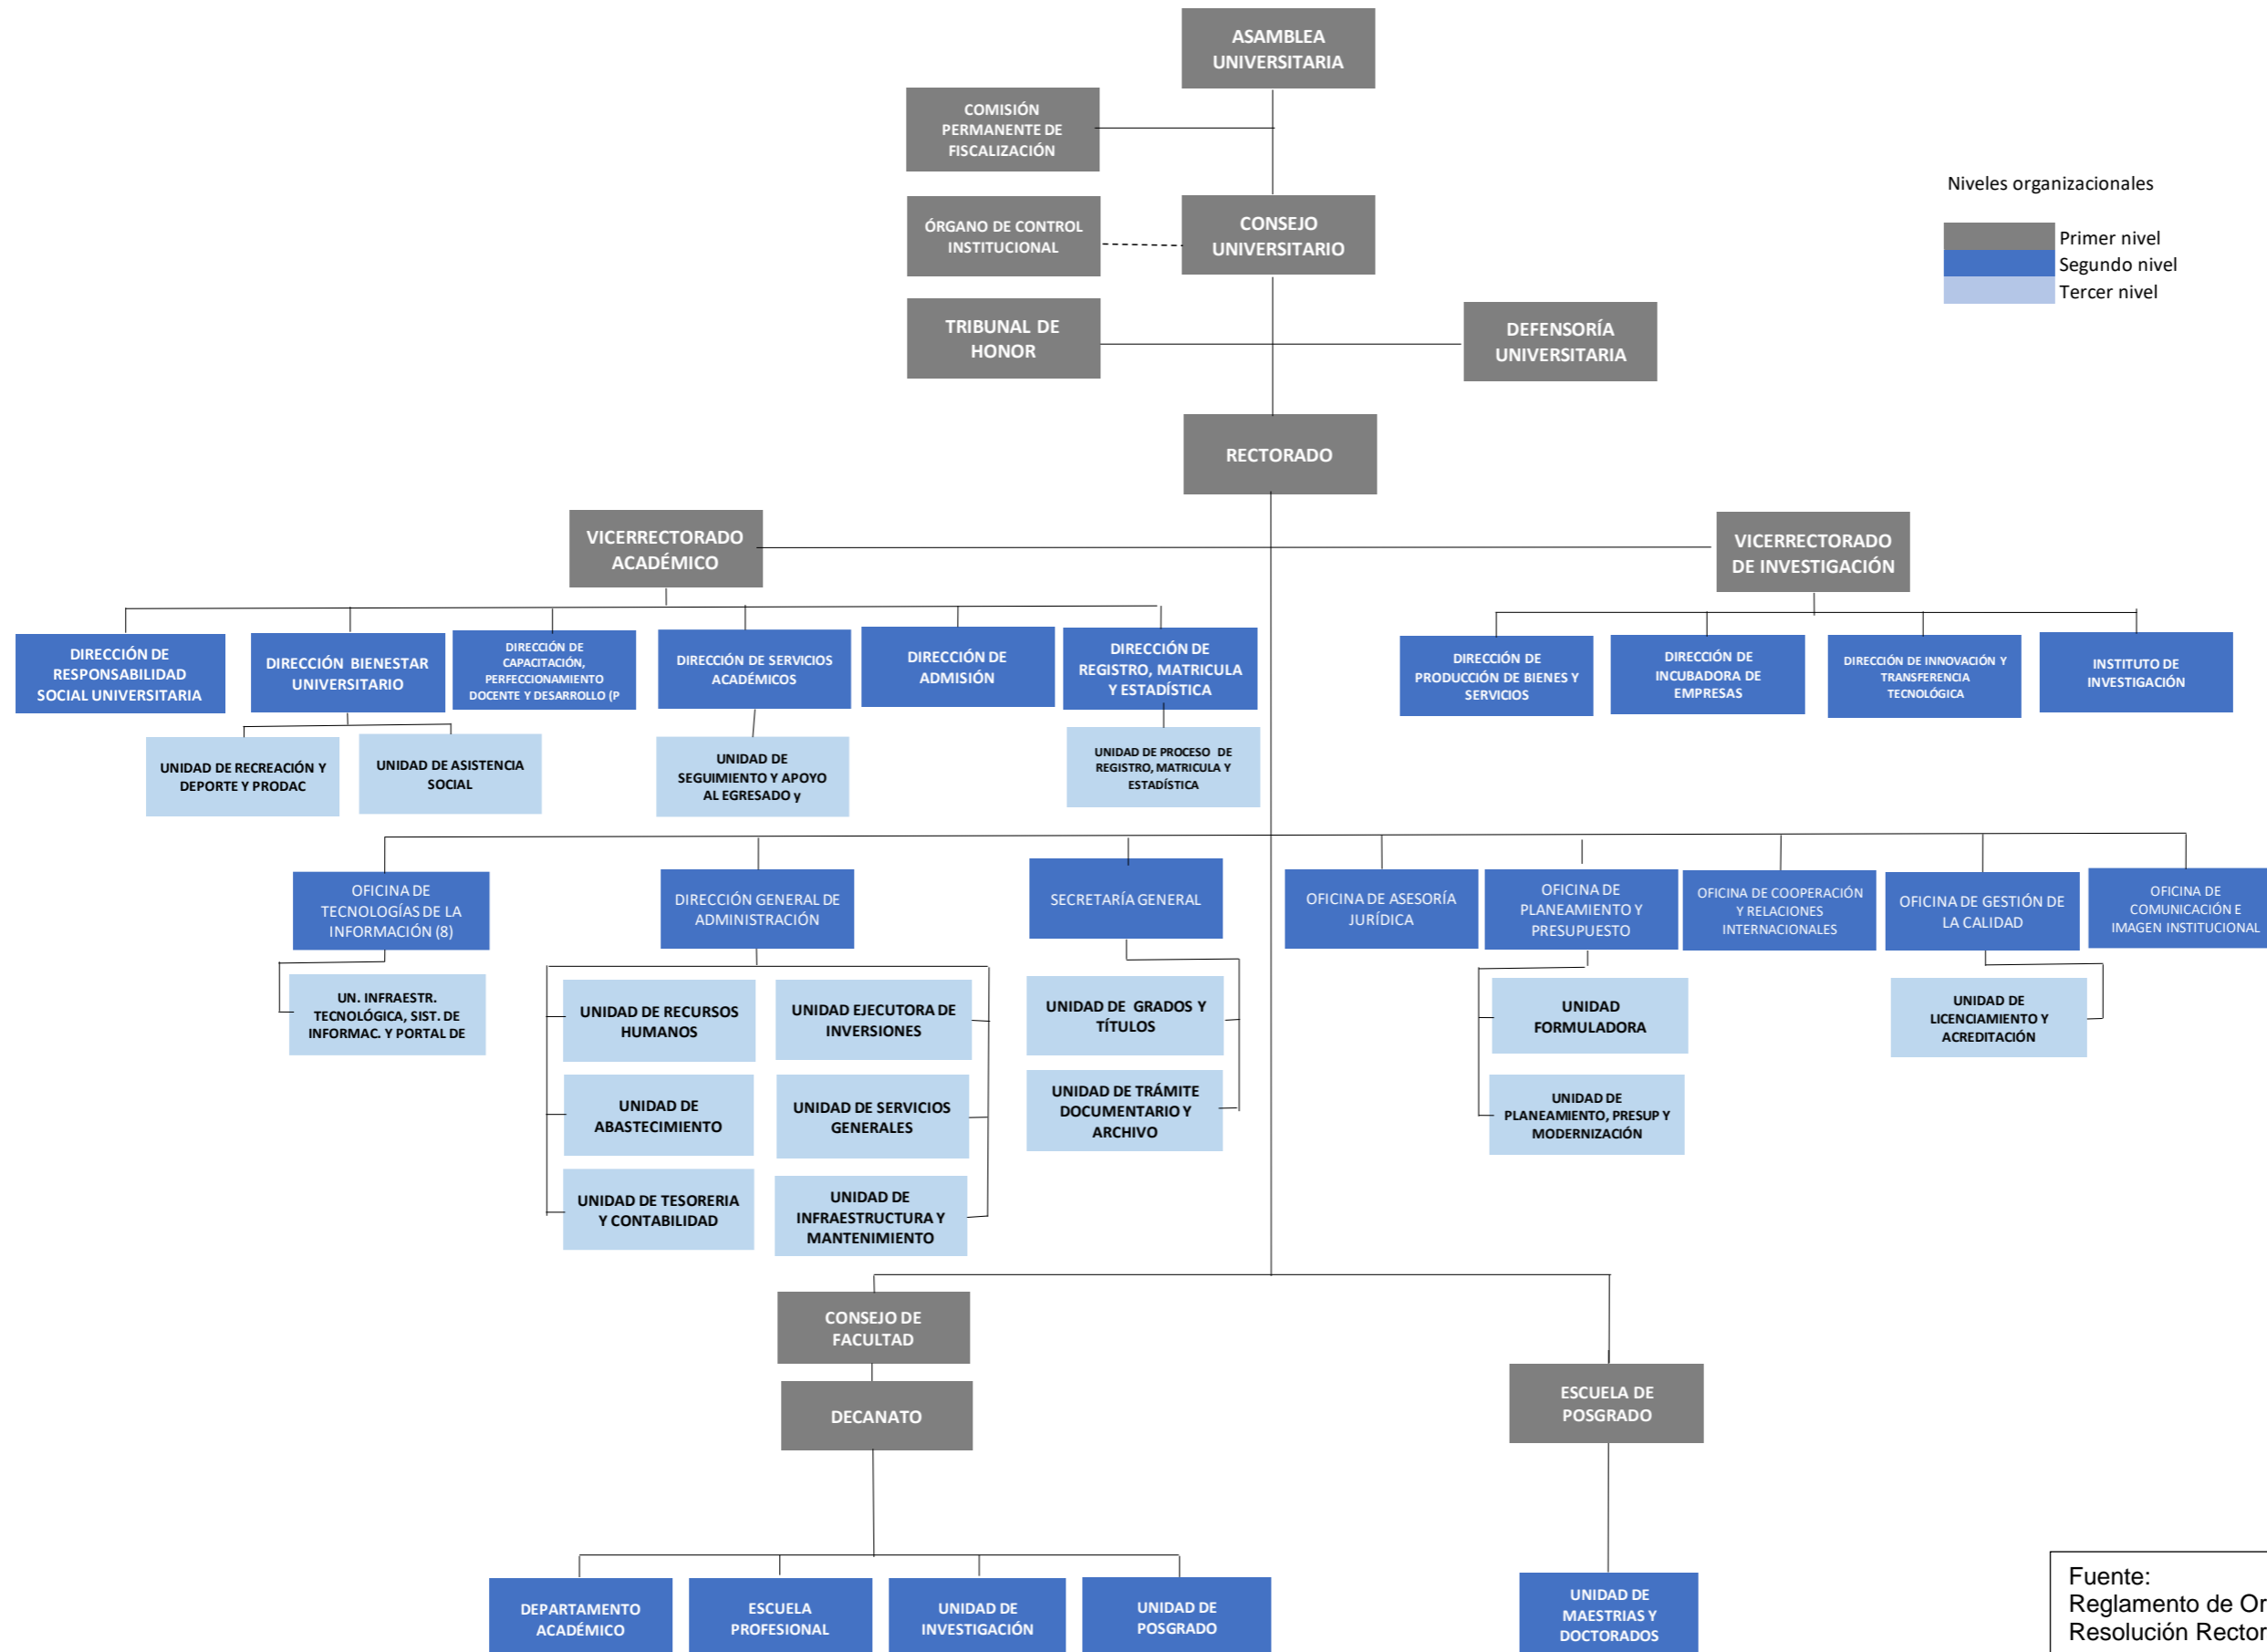 ASAMBLEA
UNIVERSITARIA
COMISIÓN
PERMANENTE DE
FISCALIZACIÓN
Niveles organizacionales
Primer nivel
Segundo nivel
Tercer nivel
ÓRGANO DE CONTROL
INSTITUCIONAL
CONSEJO
UNIVERSITARIO
TRIBUNAL DE
HONOR
DEFENSORÍA
UNIVERSITARIA
RECTORADO
VICERRECTORADO
ACADÉMICO
VICERRECTORADO
DE INVESTIGACIÓN
DIRECCIÓN DE
RESPONSABILIDAD
SOCIAL UNIVERSITARIA
DIRECCIÓN BIENESTAR
UNIVERSITARIO
DIRECCIÓN DE
CAPACITACIÓN,
PERFECCIONAMIENTO
DOCENTE Y DESARROLLO (P
DIRECCIÓN DE SERVICIOS
ACADÉMICOS
DIRECCIÓN DE
ADMISIÓN
DIRECCIÓN DE
REGISTRO, MATRICULA
Y ESTADÍSTICA
DIRECCIÓN DE
PRODUCCIÓN DE BIENES Y
SERVICIOS
DIRECCIÓN DE
INCUBADORA DE
EMPRESAS
DIRECCIÓN DE INNOVACIÓN Y
TRANSFERENCIA
TECNOLÓGICA
INSTITUTO DE
INVESTIGACIÓN
UNIDAD DE RECREACIÓN Y
DEPORTE Y PRODAC
UNIDAD DE ASISTENCIA
SOCIAL
UNIDAD DE
SEGUIMIENTO Y APOYO
AL EGRESADO y
UNIDAD DE PROCESO DE
REGISTRO, MATRICULA Y
ESTADÍSTICA
OFICINA DE
TECNOLOGÍAS DE LA
INFORMACIÓN (8)
DIRECCIÓN GENERAL DE
ADMINISTRACIÓN
SECRETARÍA GENERAL
OFICINA DE ASESORÍA
JURÍDICA
OFICINA DE
PLANEAMIENTO Y
PRESUPUESTO
OFICINA DE COOPERACIÓN
Y RELACIONES
INTERNACIONALES
OFICINA DE GESTIÓN DE
LA CALIDAD
OFICINA DE
COMUNICACIÓN E
IMAGEN INSTITUCIONAL
UN. INFRAESTR.
TECNOLÓGICA, SIST. DE
INFORMAC. Y PORTAL DE
UNIDAD DE RECURSOS
HUMANOS
UNIDAD EJECUTORA DE
INVERSIONES
UNIDAD DE GRADOS Y
TÍTULOS
UNIDAD
FORMULADORA
UNIDAD DE
LICENCIAMIENTO Y
ACREDITACIÓN
UNIDAD DE
ABASTECIMIENTO
UNIDAD DE SERVICIOS
GENERALES
UNIDAD DE TRÁMITE
DOCUMENTARIO Y
ARCHIVO
UNIDAD DE
PLANEAMIENTO, PRESUP Y
MODERNIZACIÓN
UNIDAD DE TESORERIA
Y CONTABILIDAD
UNIDAD DE
INFRAESTRUCTURA Y
MANTENIMIENTO
CONSEJO DE
FACULTAD
DECANATO
ESCUELA DE
POSGRADO
DEPARTAMENTO
ACADÉMICO
ESCUELA
PROFESIONAL
UNIDAD DE
INVESTIGACIÓN
UNIDAD DE
POSGRADO
UNIDAD DE
MAESTRIAS Y
DOCTORADOS
Fuente:
Reglamento de Or
Resolución Rector